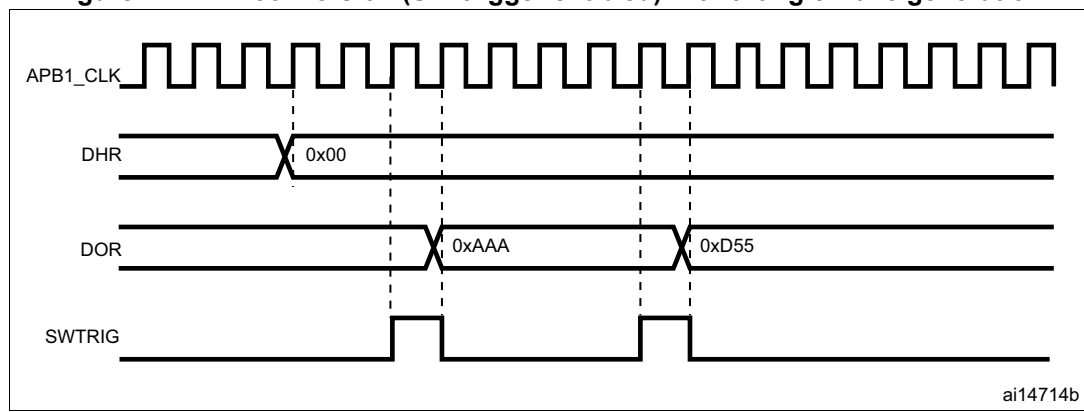 APB1_CLK
DHR
0x00
DOR
0xAAA
0xD55
SWTRIG
ai14714b